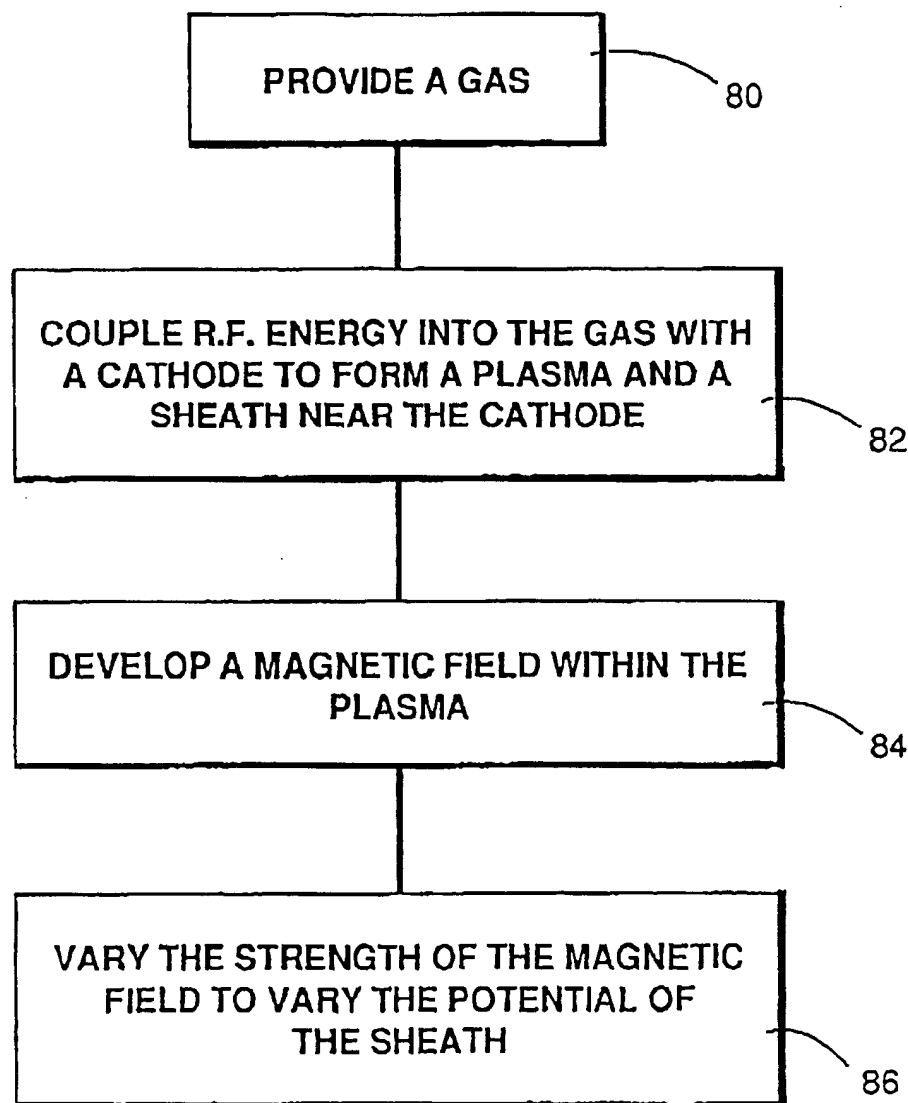 PROVIDE A GAS
80
COUPLE R.F. ENERGY INTO THE GAS WITH
A CATHODE TO FORM A PLASMA AND A
SHEATH NEAR THE CATHODE
82
DEVELOP A MAGNETIC FIELD WITHIN THE
PLASMA
84
VARY THE STRENGTH OF THE MAGNETIC
FIELD TO VARY THE POTENTIAL OF
THE SHEATH
86